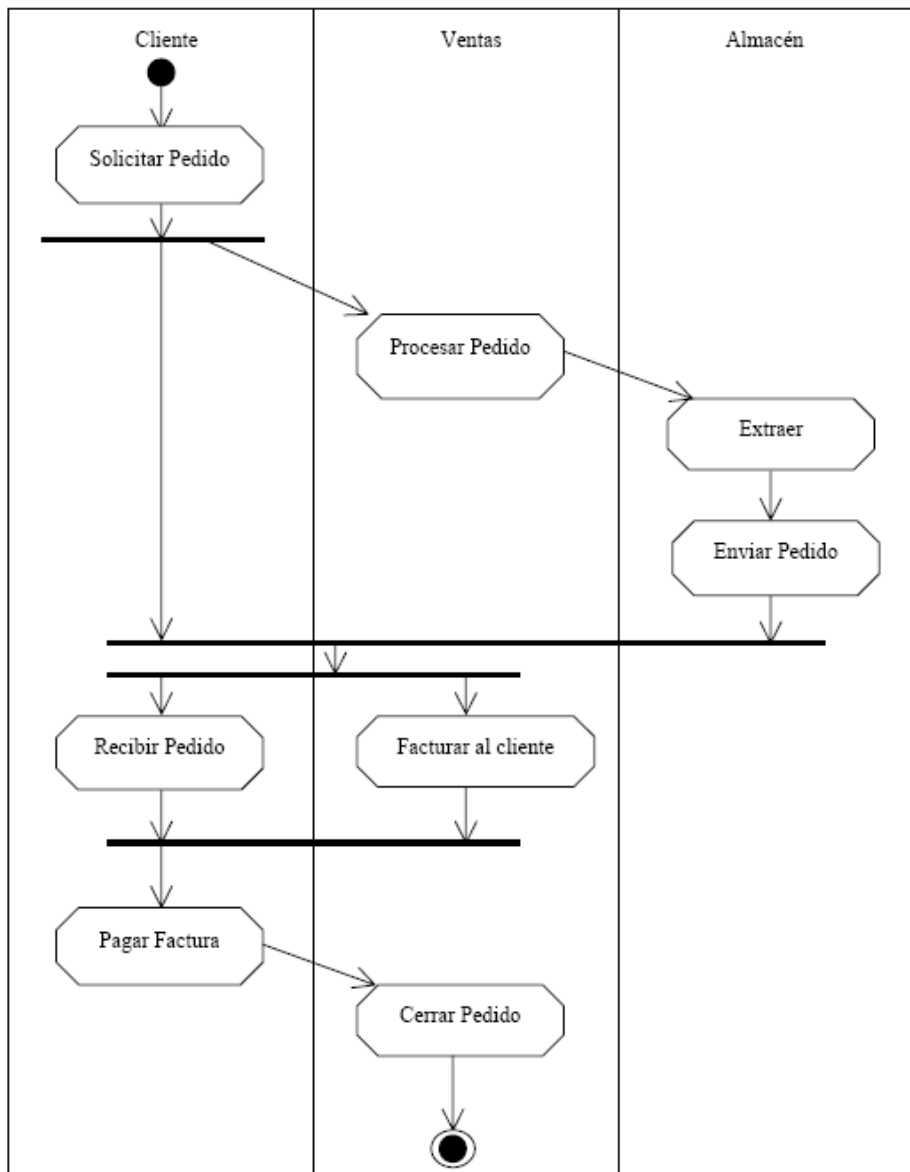 Cliente
Ventas
Almacén
Solicitar Pedido
Procesar Pedido
Extraer
Enviar Pedido
Recibir Pedido
Facturar al cliente
Pagar Factura
Cerrar Pedido